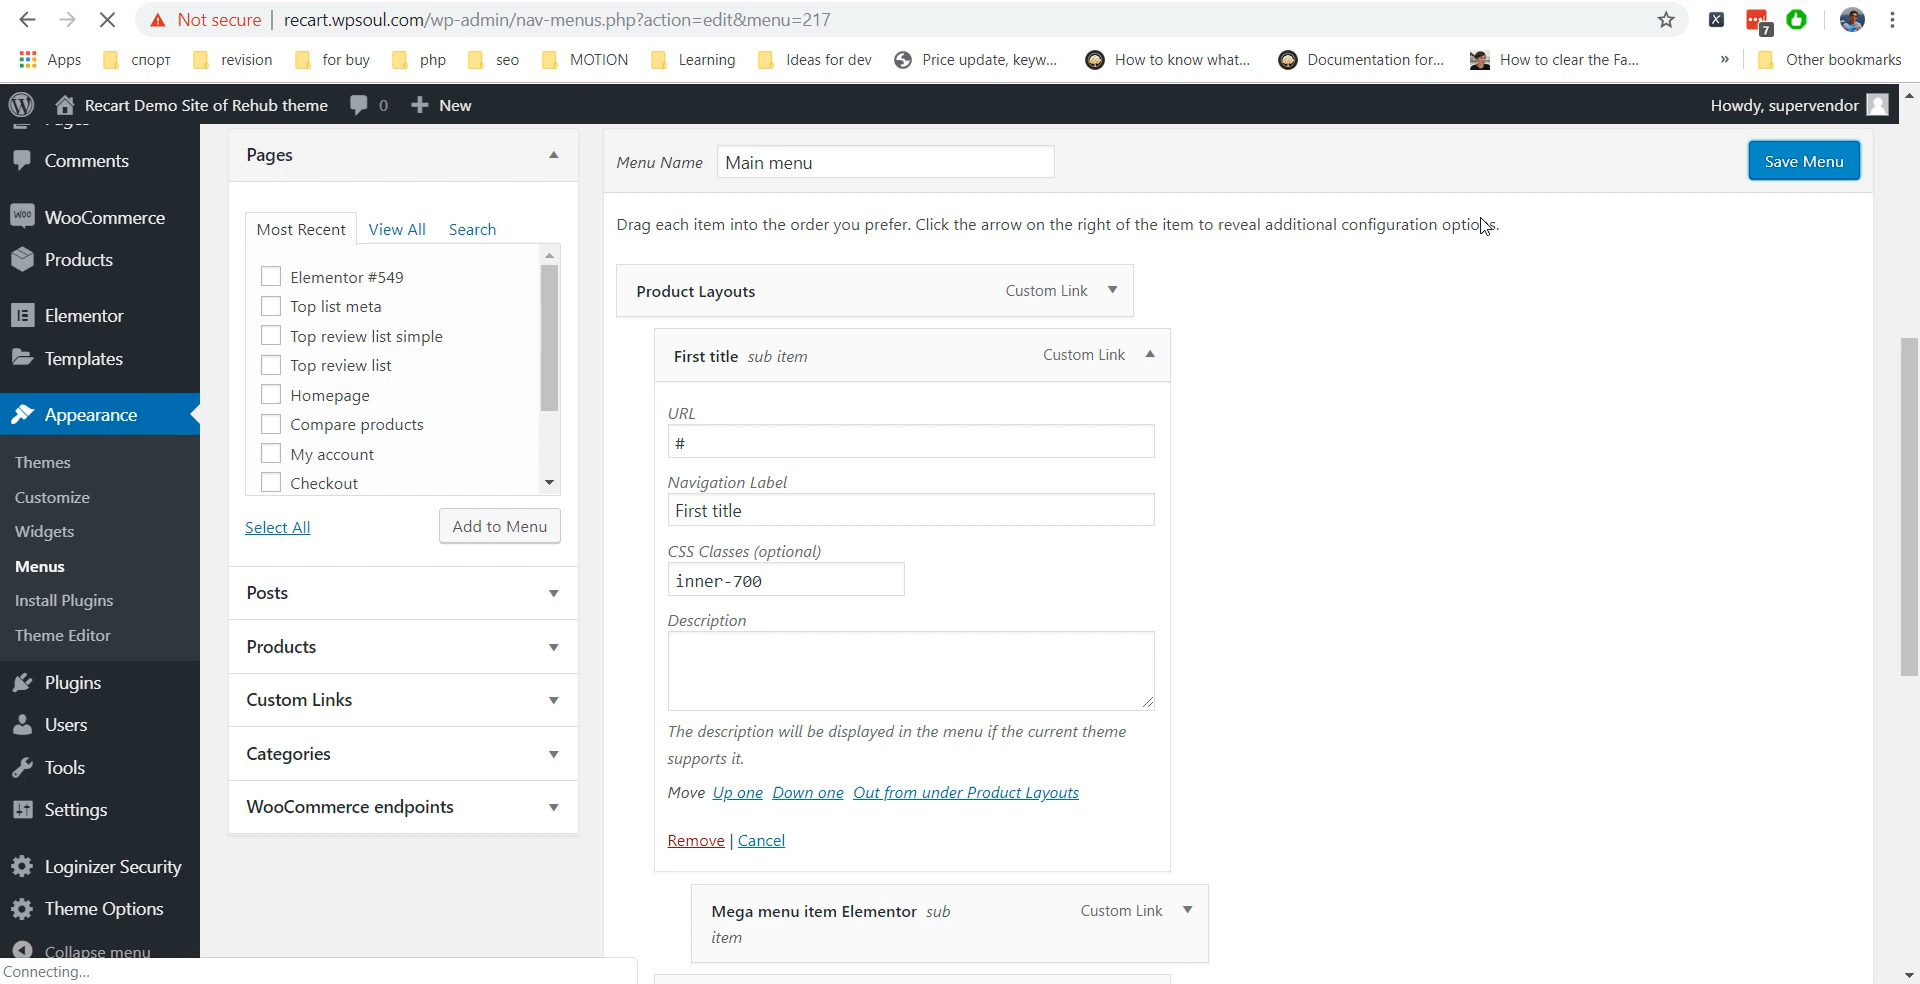 Not secure | recart.wpsoul.com/wp-admin/nav-menus.php?action=edit&menu=217
7
Apps спорт revision for buy php seo MOTION Learning Ideas for dev Price update, keyw... How to know what... Documentation for... How to clear the Fa... » Other bookmarks
Recart Demo Site of Rehub theme 0 New Howdy, supervendor
Comments
WooCommerce
Products
Elementor
Templates
Appearance
Themes
Customize
Widgets
Menus
Install Plugins
Theme Editor
Plugins
Users
Tools
Settings
Loginizer Security
Theme Options
Collapse menu
Connecting...
Pages
Most Recent View All Search
Elementor #549
Top list meta
Top review list simple
Top review list
Homepage
Compare products
My account
Checkout
Select All Add to Menu
Posts
Products
Custom Links
Categories
WooCommerce endpoints
Menu Name Main menu Save Menu
Drag each item into the order you prefer. Click the arrow on the right of the item to reveal additional configuration options.
Product Layouts Custom Link
First title sub item Custom Link
URL
#
Navigation Label
First title
CSS Classes (optional)
inner-700
Description
The description will be displayed in the menu if the current theme
supports it.
Move Up one Down one Out from under Product Layouts
Remove | Cancel
Mega menu item Elementor sub Custom Link
item